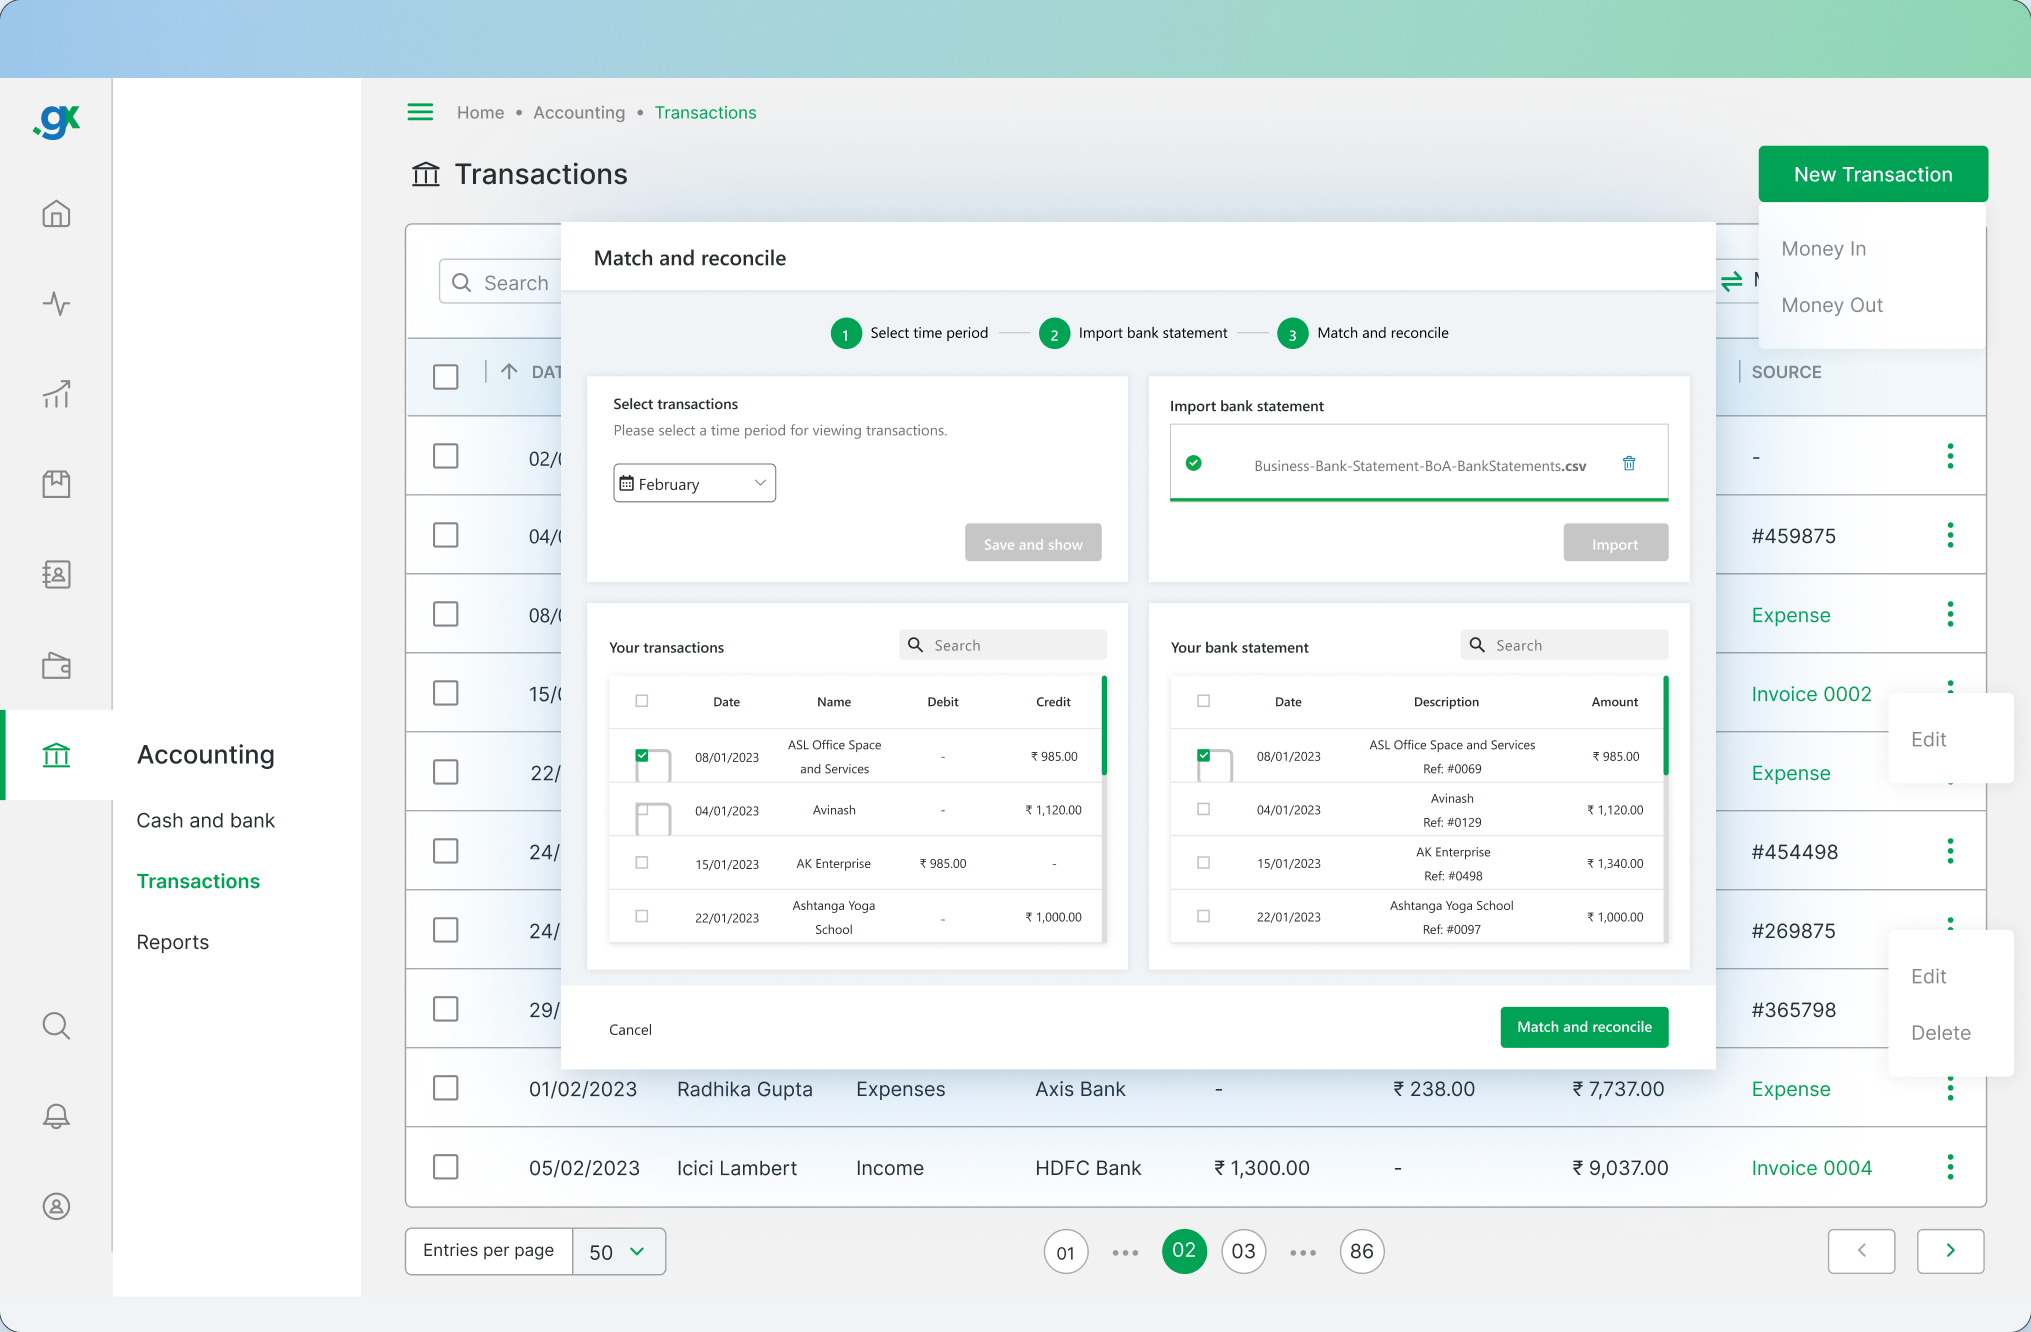 .gx
Home • Accounting • Transactions
Transactions
New Transaction
Money In
Money Out
Search
SOURCE
Match and reconcile
1 Select time period
2 Import bank statement
3 Match and reconcile
Select transactions
Please select a time period for viewing transactions.
February
Save and show
Import bank statement
Business-Bank-Statement-BoA-BankStatements.csv
Import
Your transactions
Search
Date Name Debit Credit
08/01/2023 ASL Office Space and Services - ₹ 985.00
04/01/2023 Avinash - ₹ 1,120.00
15/01/2023 AK Enterprise ₹ 985.00 -
22/01/2023 Ashtanga Yoga School - ₹ 1,000.00
Your bank statement
Search
Date Description Amount
08/01/2023 ASL Office Space and Services Ref: #0069 ₹ 985.00
04/01/2023 Avinash Ref: #0129 ₹ 1,120.00
15/01/2023 AK Enterprise Ref: #0498 ₹ 1,340.00
22/01/2023 Ashtanga Yoga School Ref: #0097 ₹ 1,000.00
Cancel
Match and reconcile
DAT
02/0 -
04/0 #459875
08/0 Expense
15/0 Invoice 0002
22/ Expense
24/ #454498
24/ #269875
29/ #365798
01/02/2023 Radhika Gupta Expenses Axis Bank - ₹ 238.00 ₹ 7,737.00 Expense
05/02/2023 Icici Lambert Income HDFC Bank ₹ 1,300.00 - ₹ 9,037.00 Invoice 0004
Edit
Edit
Delete
Accounting
Cash and bank
Transactions
Reports
Entries per page 50
01 ••• 02 03 ••• 86